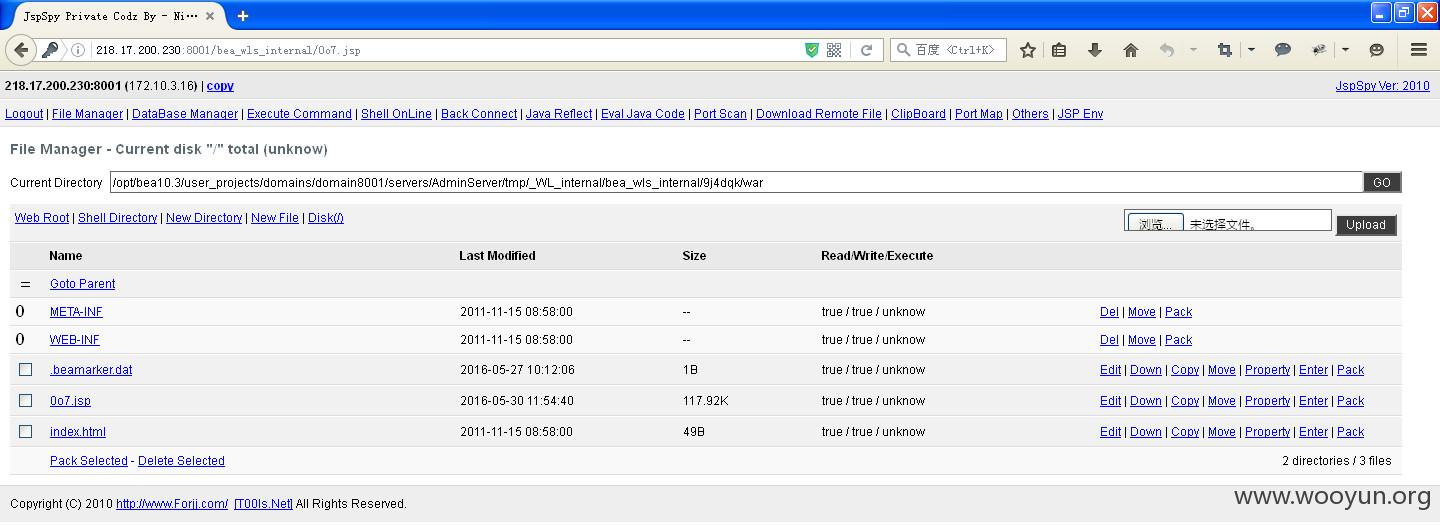 JspSpy Private Codz By - Ni···
218.17.200.230:8001/bea_wls_internal/0o7.jsp
百度 <Ctrl+K>
218.17.200.230:8001 (172.10.3.16) | copy
JspSpy Ver: 2010
Logout | File Manager | DataBase Manager | Execute Command | Shell OnLine | Back Connect | Java Reflect | Eval Java Code | Port Scan | Download Remote File | ClipBoard | Port Map | Others | JSP Env
File Manager - Current disk "/" total (unknow)
Current Directory /opt/bea10.3/user_projects/domains/domain8001/servers/AdminServer/tmp/_WL_internal/bea_wls_internal/9j4dqk/war GO
Web Root | Shell Directory | New Directory | New File | Disk(/)
浏览... 未选择文件。 Upload
Name Last Modified Size Read/Write/Execute
= Goto Parent
0 META-INF 2011-11-15 08:58:00 -- true / true / unknow Del | Move | Pack
0 WEB-INF 2011-11-15 08:58:00 -- true / true / unknow Del | Move | Pack
.beamarker.dat 2016-05-27 10:12:06 1B true / true / unknow Edit | Down | Copy | Move | Property | Enter | Pack
0o7.jsp 2016-05-30 11:54:40 117.92K true / true / unknow Edit | Down | Copy | Move | Property | Enter | Pack
index.html 2011-11-15 08:58:00 49B true / true / unknow Edit | Down | Copy | Move | Property | Enter | Pack
Pack Selected - Delete Selected
2 directories / 3 files
Copyright (C) 2010 http://www.Forjj.com/ [T00ls.Net] All Rights Reserved.
www.wooyun.org